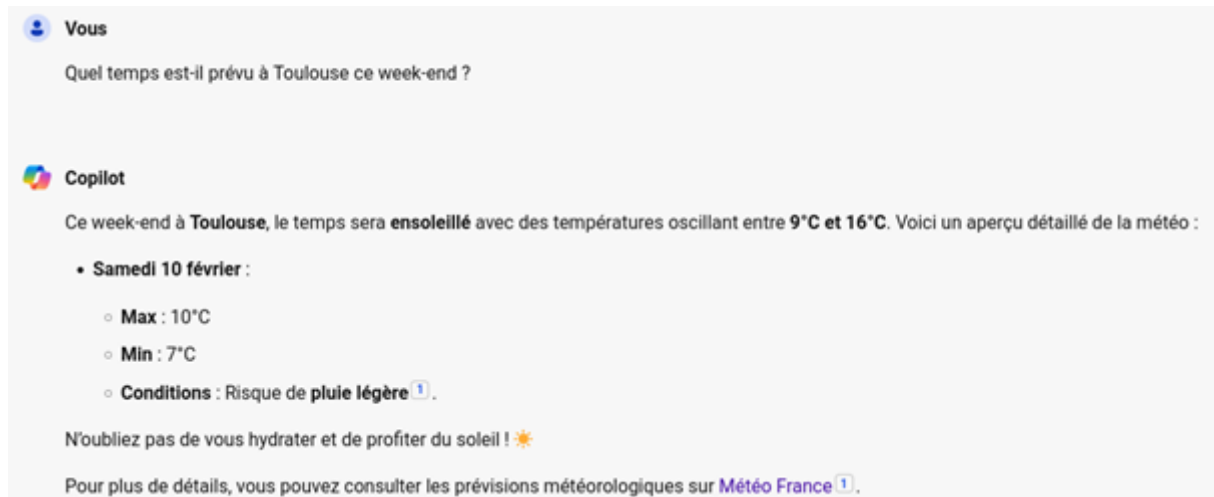 Vous
Quel temps est-il prévu à Toulouse ce week-end ?
Copilot
Ce week-end à Toulouse, le temps sera ensoleillé avec des températures oscillant entre 9°C et 16°C. Voici un aperçu détaillé de la météo :
• Samedi 10 février :
○ Max : 10°C
○ Min : 7°C
○ Conditions : Risque de pluie légère 1 .
N'oubliez pas de vous hydrater et de profiter du soleil ! ☀️
Pour plus de détails, vous pouvez consulter les prévisions météorologiques sur Météo France 1 .